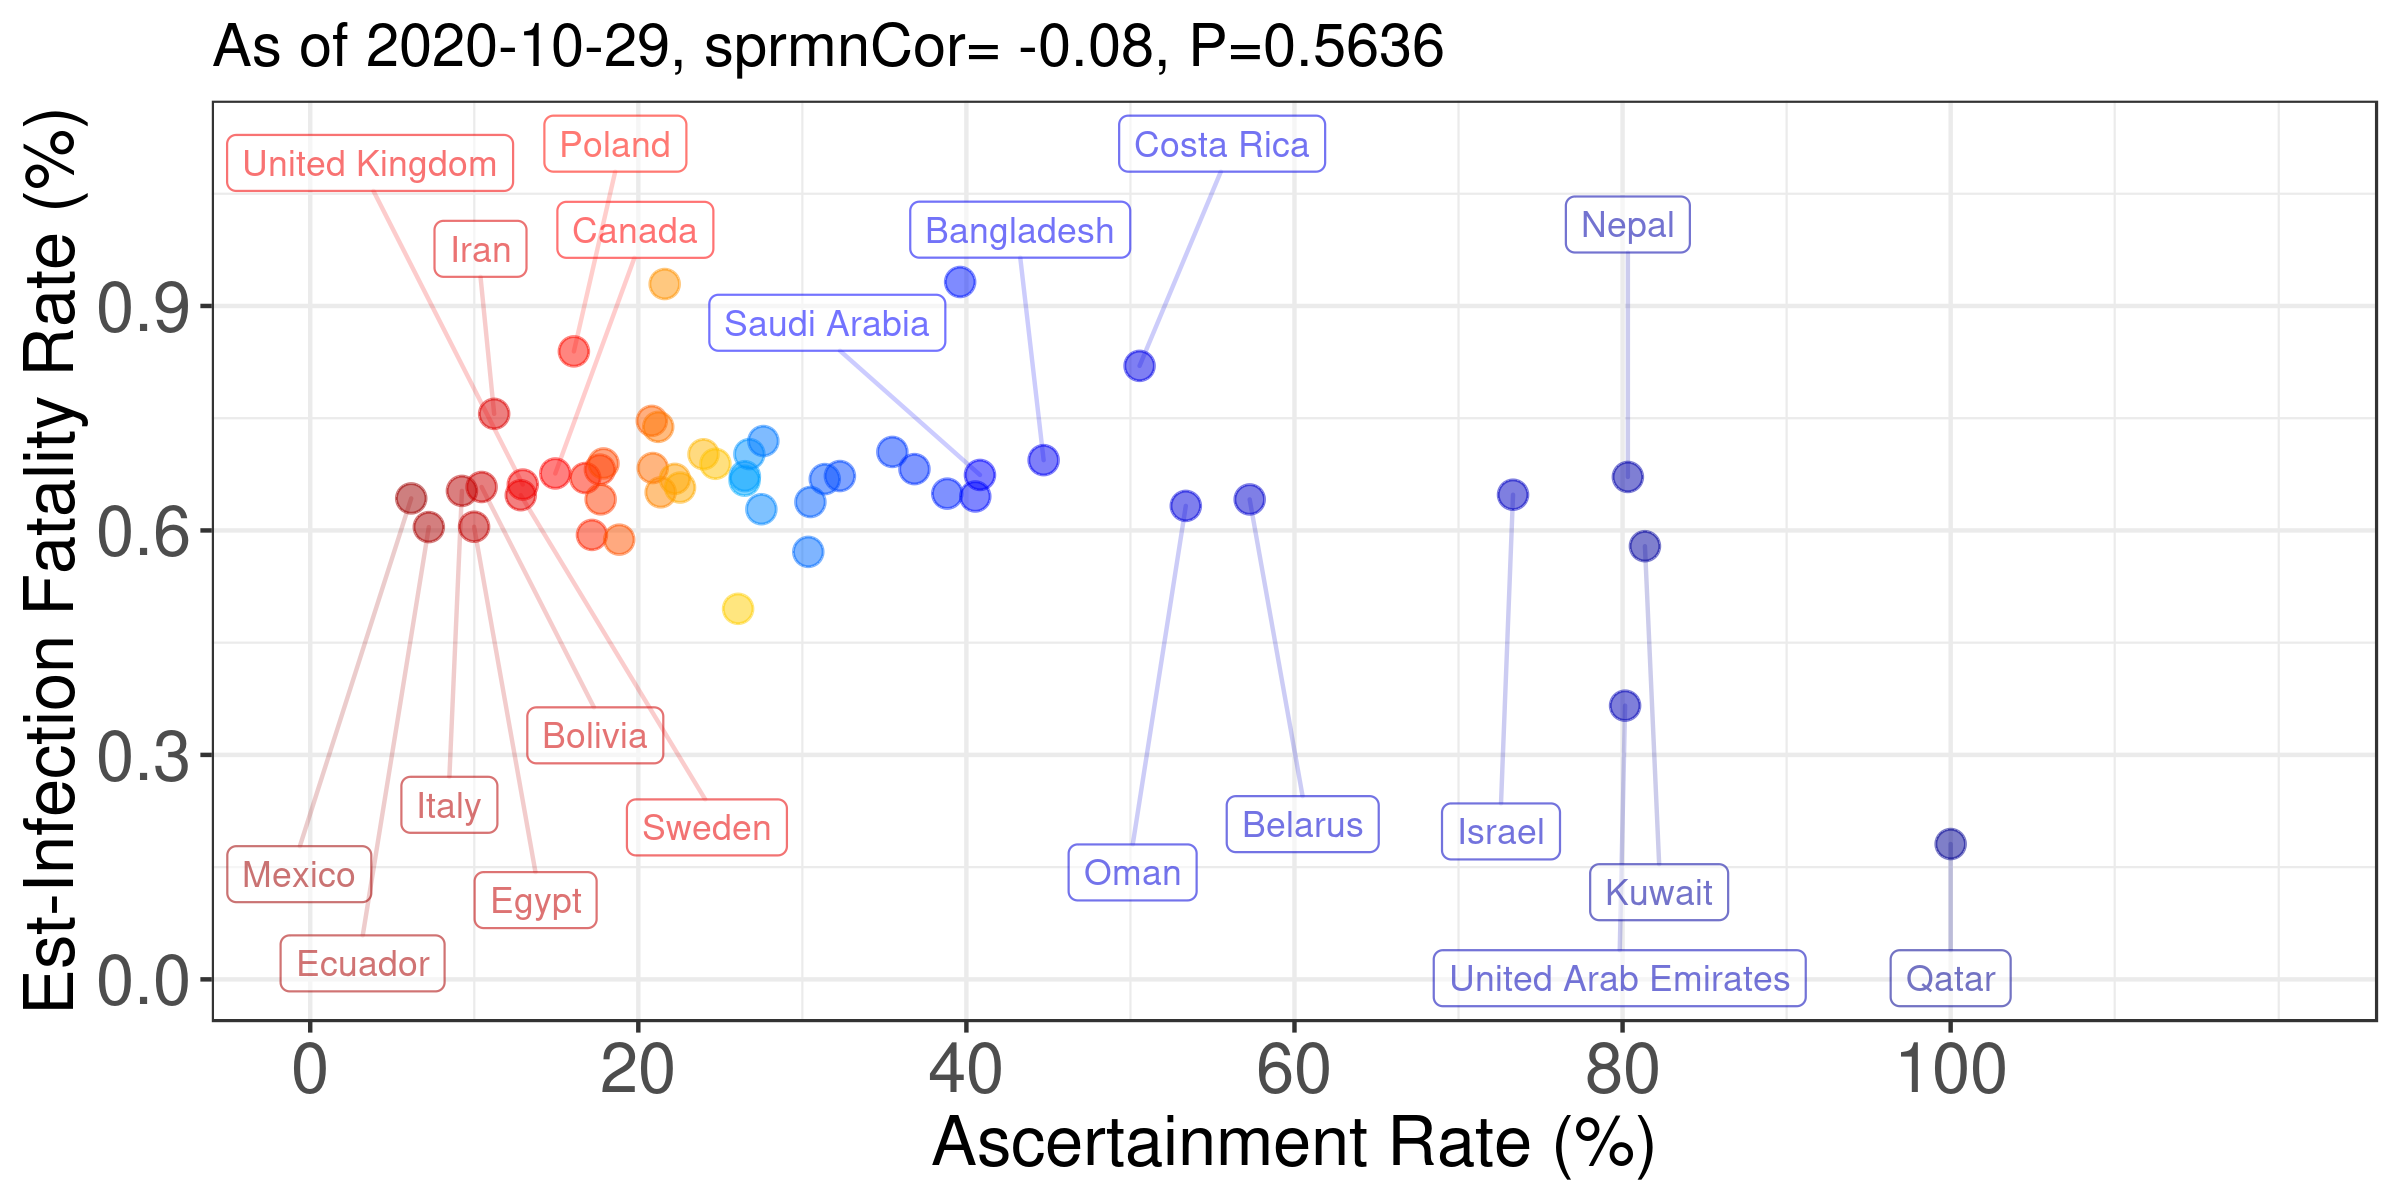 As of 2020-10-29, sprmnCor= -0.08, P=0.5636
Est-Infection Fatality Rate (%)
Poland
Costa Rica
United Kingdom
Nepal
Canada
Bangladesh
Iran
0.9
Saudi Arabia
0.6
Bolivia
0.3
Italy
Sweden
Belarus
Israel
Mexico
Oman
Egypt
Kuwait
Ecuador
0.0
United Arab Emirates
Qatar
0 20 40 60 80 100
Ascertainment Rate (%)